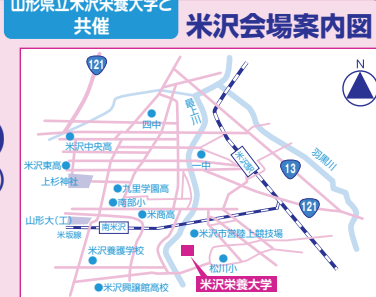 山形県立米沢栄養大学と
共催
米沢会場案内図
N
121
最上川
四中
羽黒川
米沢中央高
米沢駅
米沢東高
一中
13
上杉神社
九里学園高
南部小
121
米商高
山形大(工)
南米沢
米坂線
米沢市営陸上競技場
米沢養護学校
松川小
米沢栄養大学
米沢興譲館高校